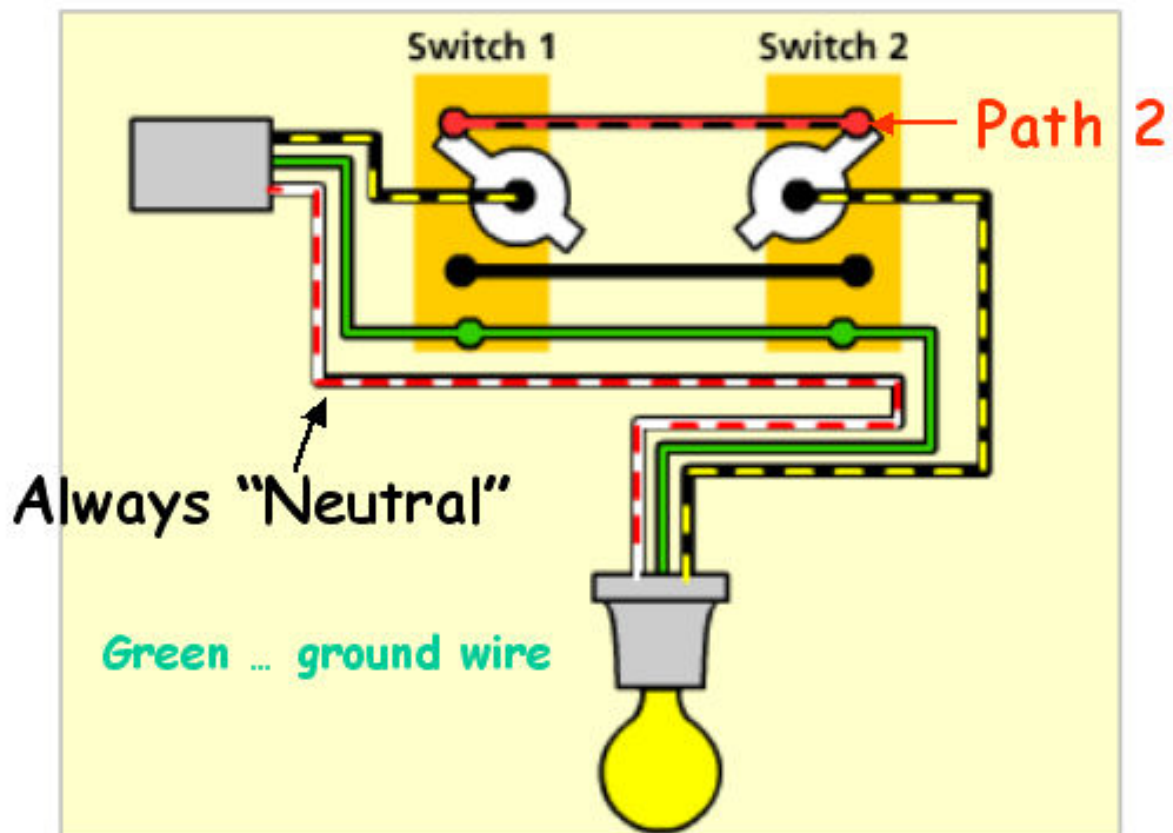 Switch 1
Switch 2
Path 2
Always “Neutral”
Green … ground wire